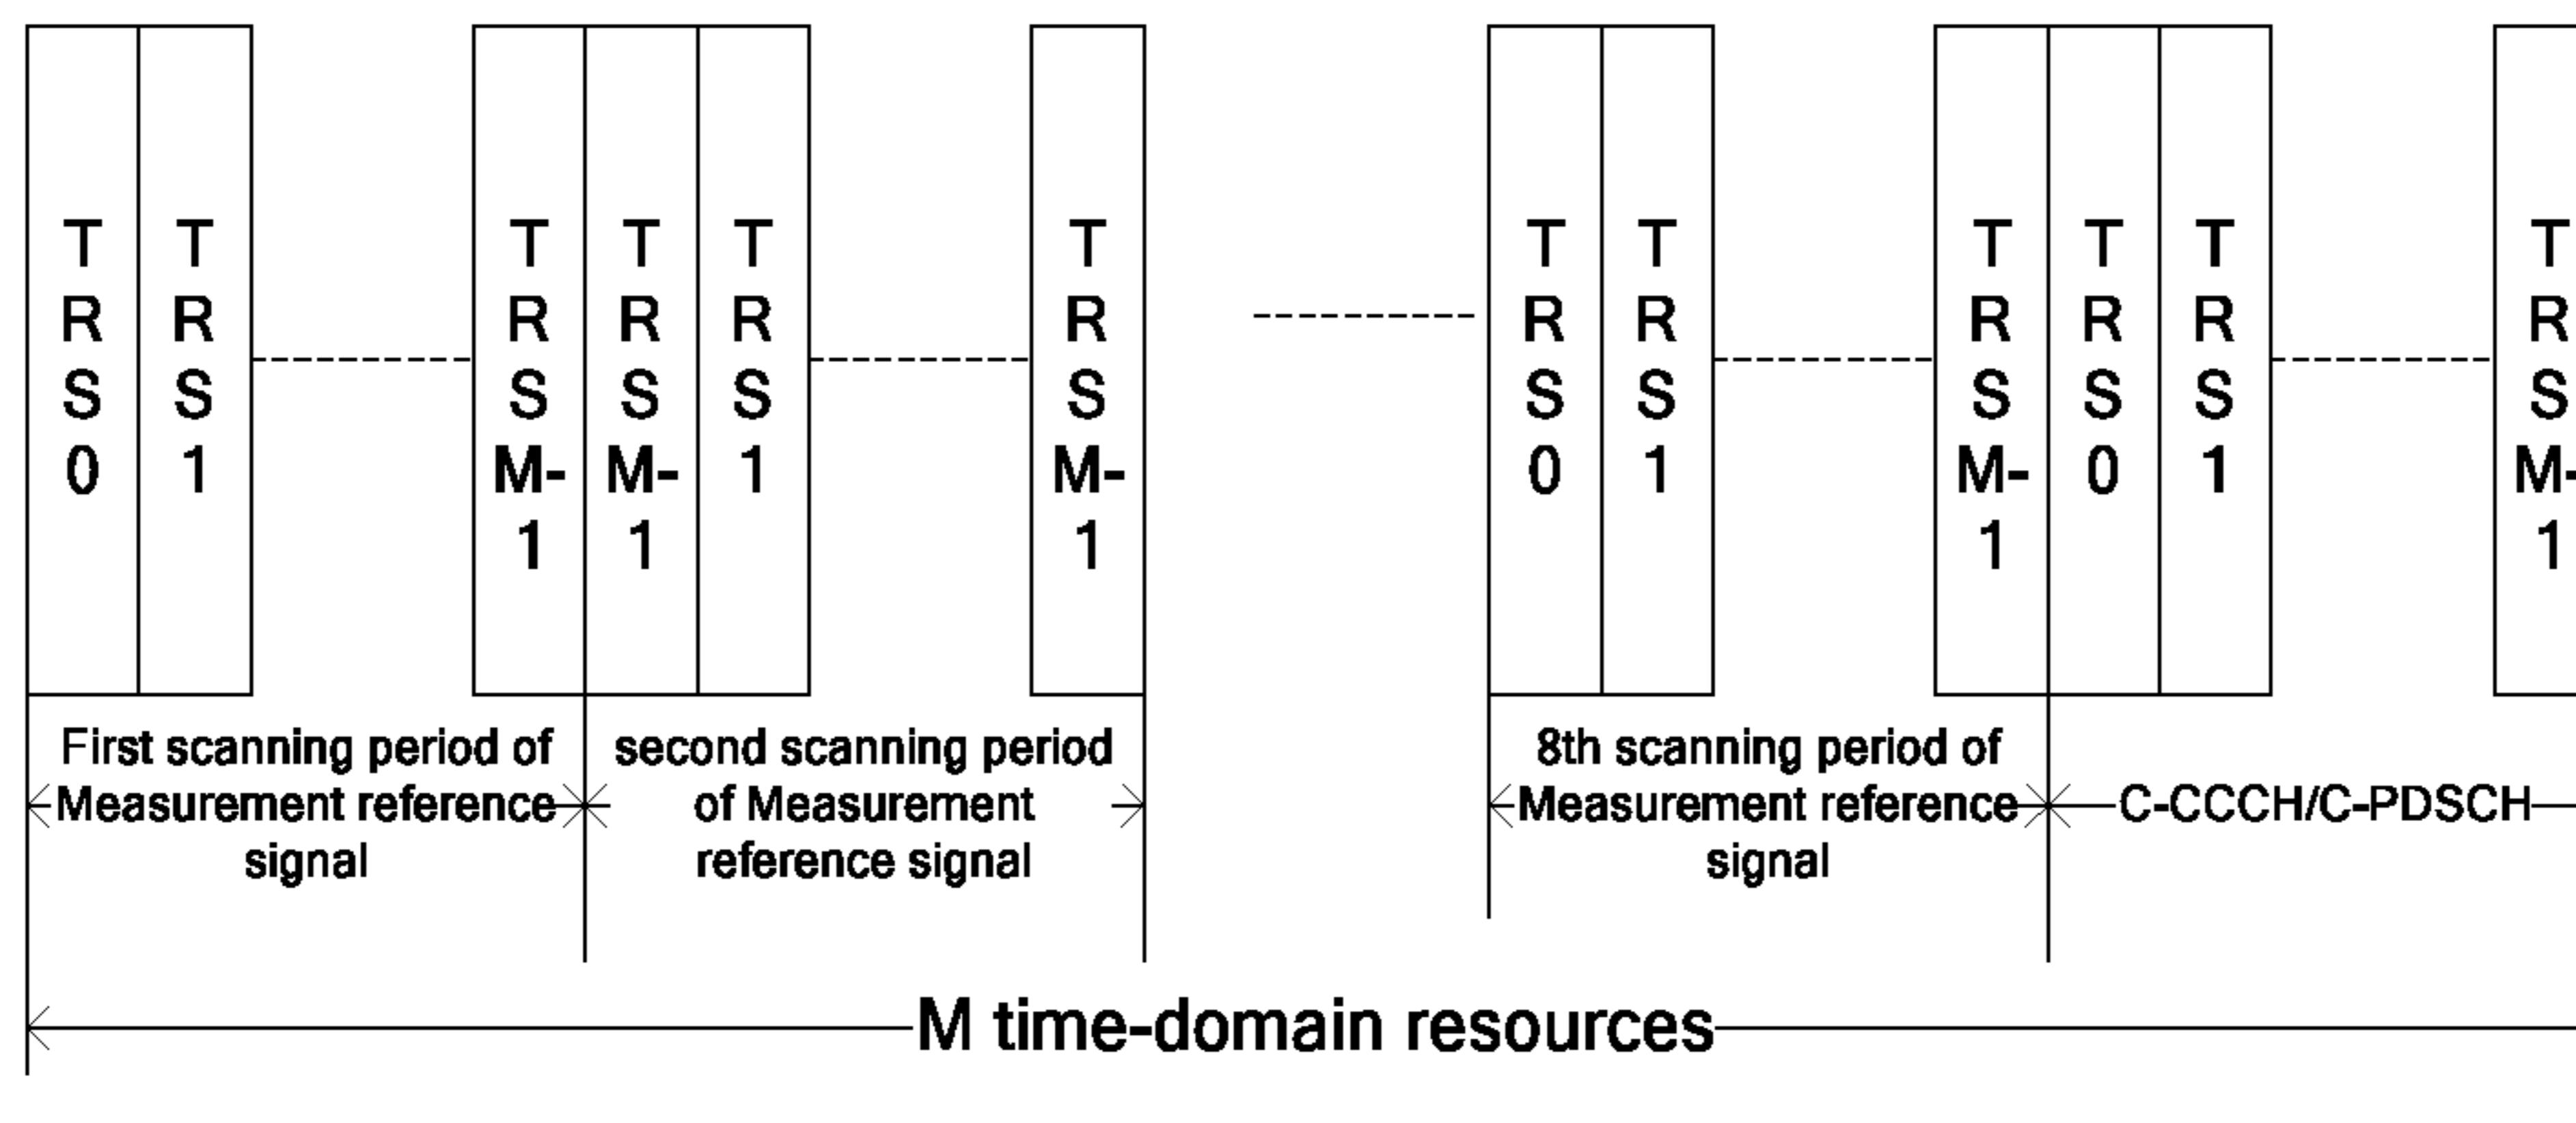 T R S 0
T R S 1
T R S M-1
T R S M-1
T R S 1
T R S M-1
T R S 0
T R S 1
T R S M-1
T R S 0
T R S 1
T R S M-1
First scanning period of
Measurement reference
signal
second scanning period
of Measurement
reference signal
8th scanning period of
Measurement reference
signal
C-CCCH/C-PDSCH
M time-domain resources